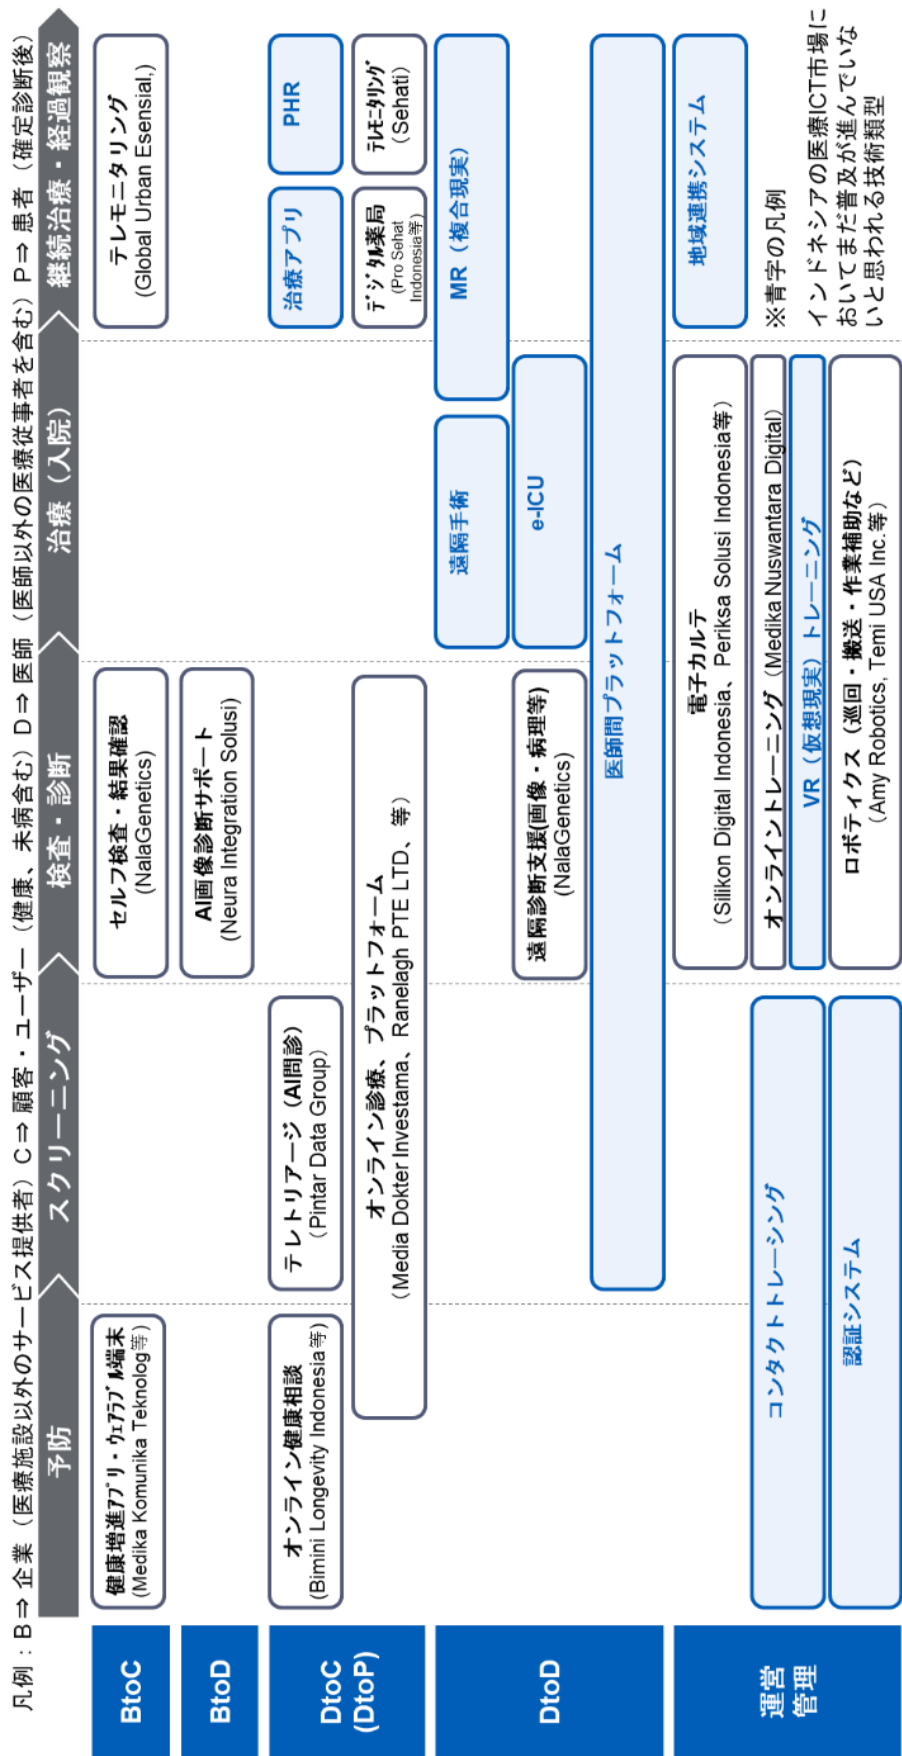 凡例：B⇒企業（医療施設以外のサービス提供者）C⇒顧客・ユーザー（健康、未病含む）D⇒医師（医師以外の医療従事者を含む）P⇒患者（確定診断後）
予防
スクリーニング
検査・診断
治療（入院）
継続治療・経過観察
BtoC
健康増進ｱﾌﾟﾘ・ｳｪｱﾗﾌﾞﾙ端末
(Medika Komunika Teknolog等)
セルフ検査・結果確認
(NalaGenetics)
テレモニタリング
(Global Urban Esensial,)
BtoD
AI画像診断サポート
(Neura Integration Solusi)
DtoC
(DtoP)
オンライン健康相談
(Bimini Longevity Indonesia等)
テレトリアージ（AI問診）
（Pintar Data Group）
治療アプリ
PHR
オンライン診療、プラットフォーム
（Media Dokter Investama、Ranelagh PTE LTD、等）
ﾃﾞｼﾞﾀﾙ薬局
(Pro Sehat
Indonesia等)
ﾃﾚﾓﾆﾀﾘﾝｸﾞ
(Sehati)
DtoD
遠隔手術
MR（複合現実）
遠隔診断支援(画像・病理等)
(NalaGenetics)
e-ICU
医師間プラットフォーム
運営
管理
電子カルテ
（Silikon Digital Indonesia、Periksa Solusi Indonesia等）
地域連携システム
コンタクトトレーシング
オンライントレーニング（Medika Nuswantara Digital）
VR（仮想現実）トレーニング
認証システム
ロボティクス（巡回・搬送・作業補助など）
（Amy Robotics, Temi USA Inc.等）
※青字の凡例
インドネシアの医療ICT市場に
おいてまだ普及が進んでいな
いと思われる技術類型